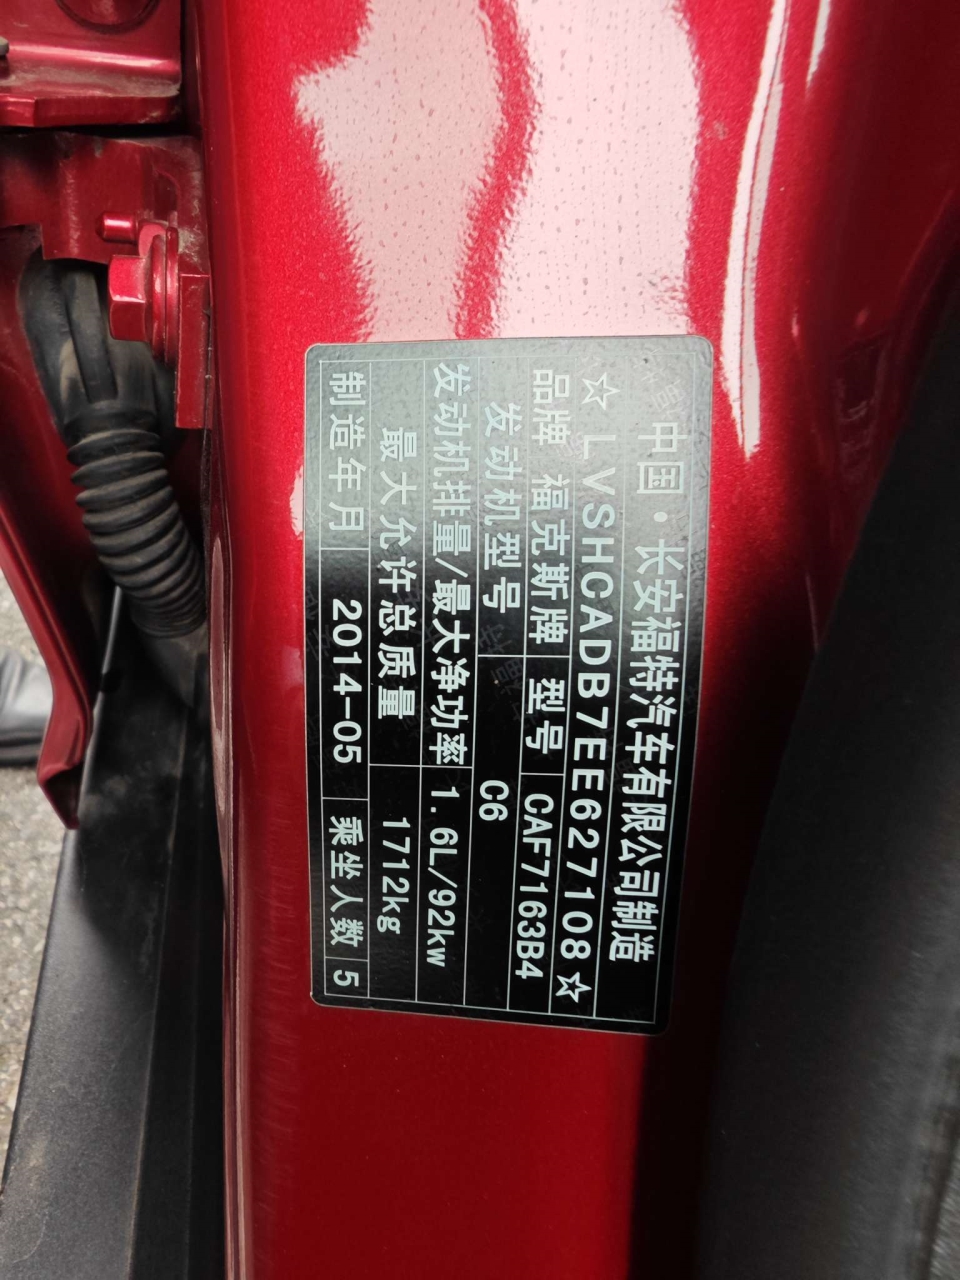 中国·长安福特汽车有限公司制造
☆LVSHCADB7EE627108☆
品牌 福克斯牌 型号 CAF7163B4
发动机型号 C6
发动机排量/最大净功率 1.6L/92kw
最大允许总质量 1712kg
制造年月 2014-05 乘坐人数 5